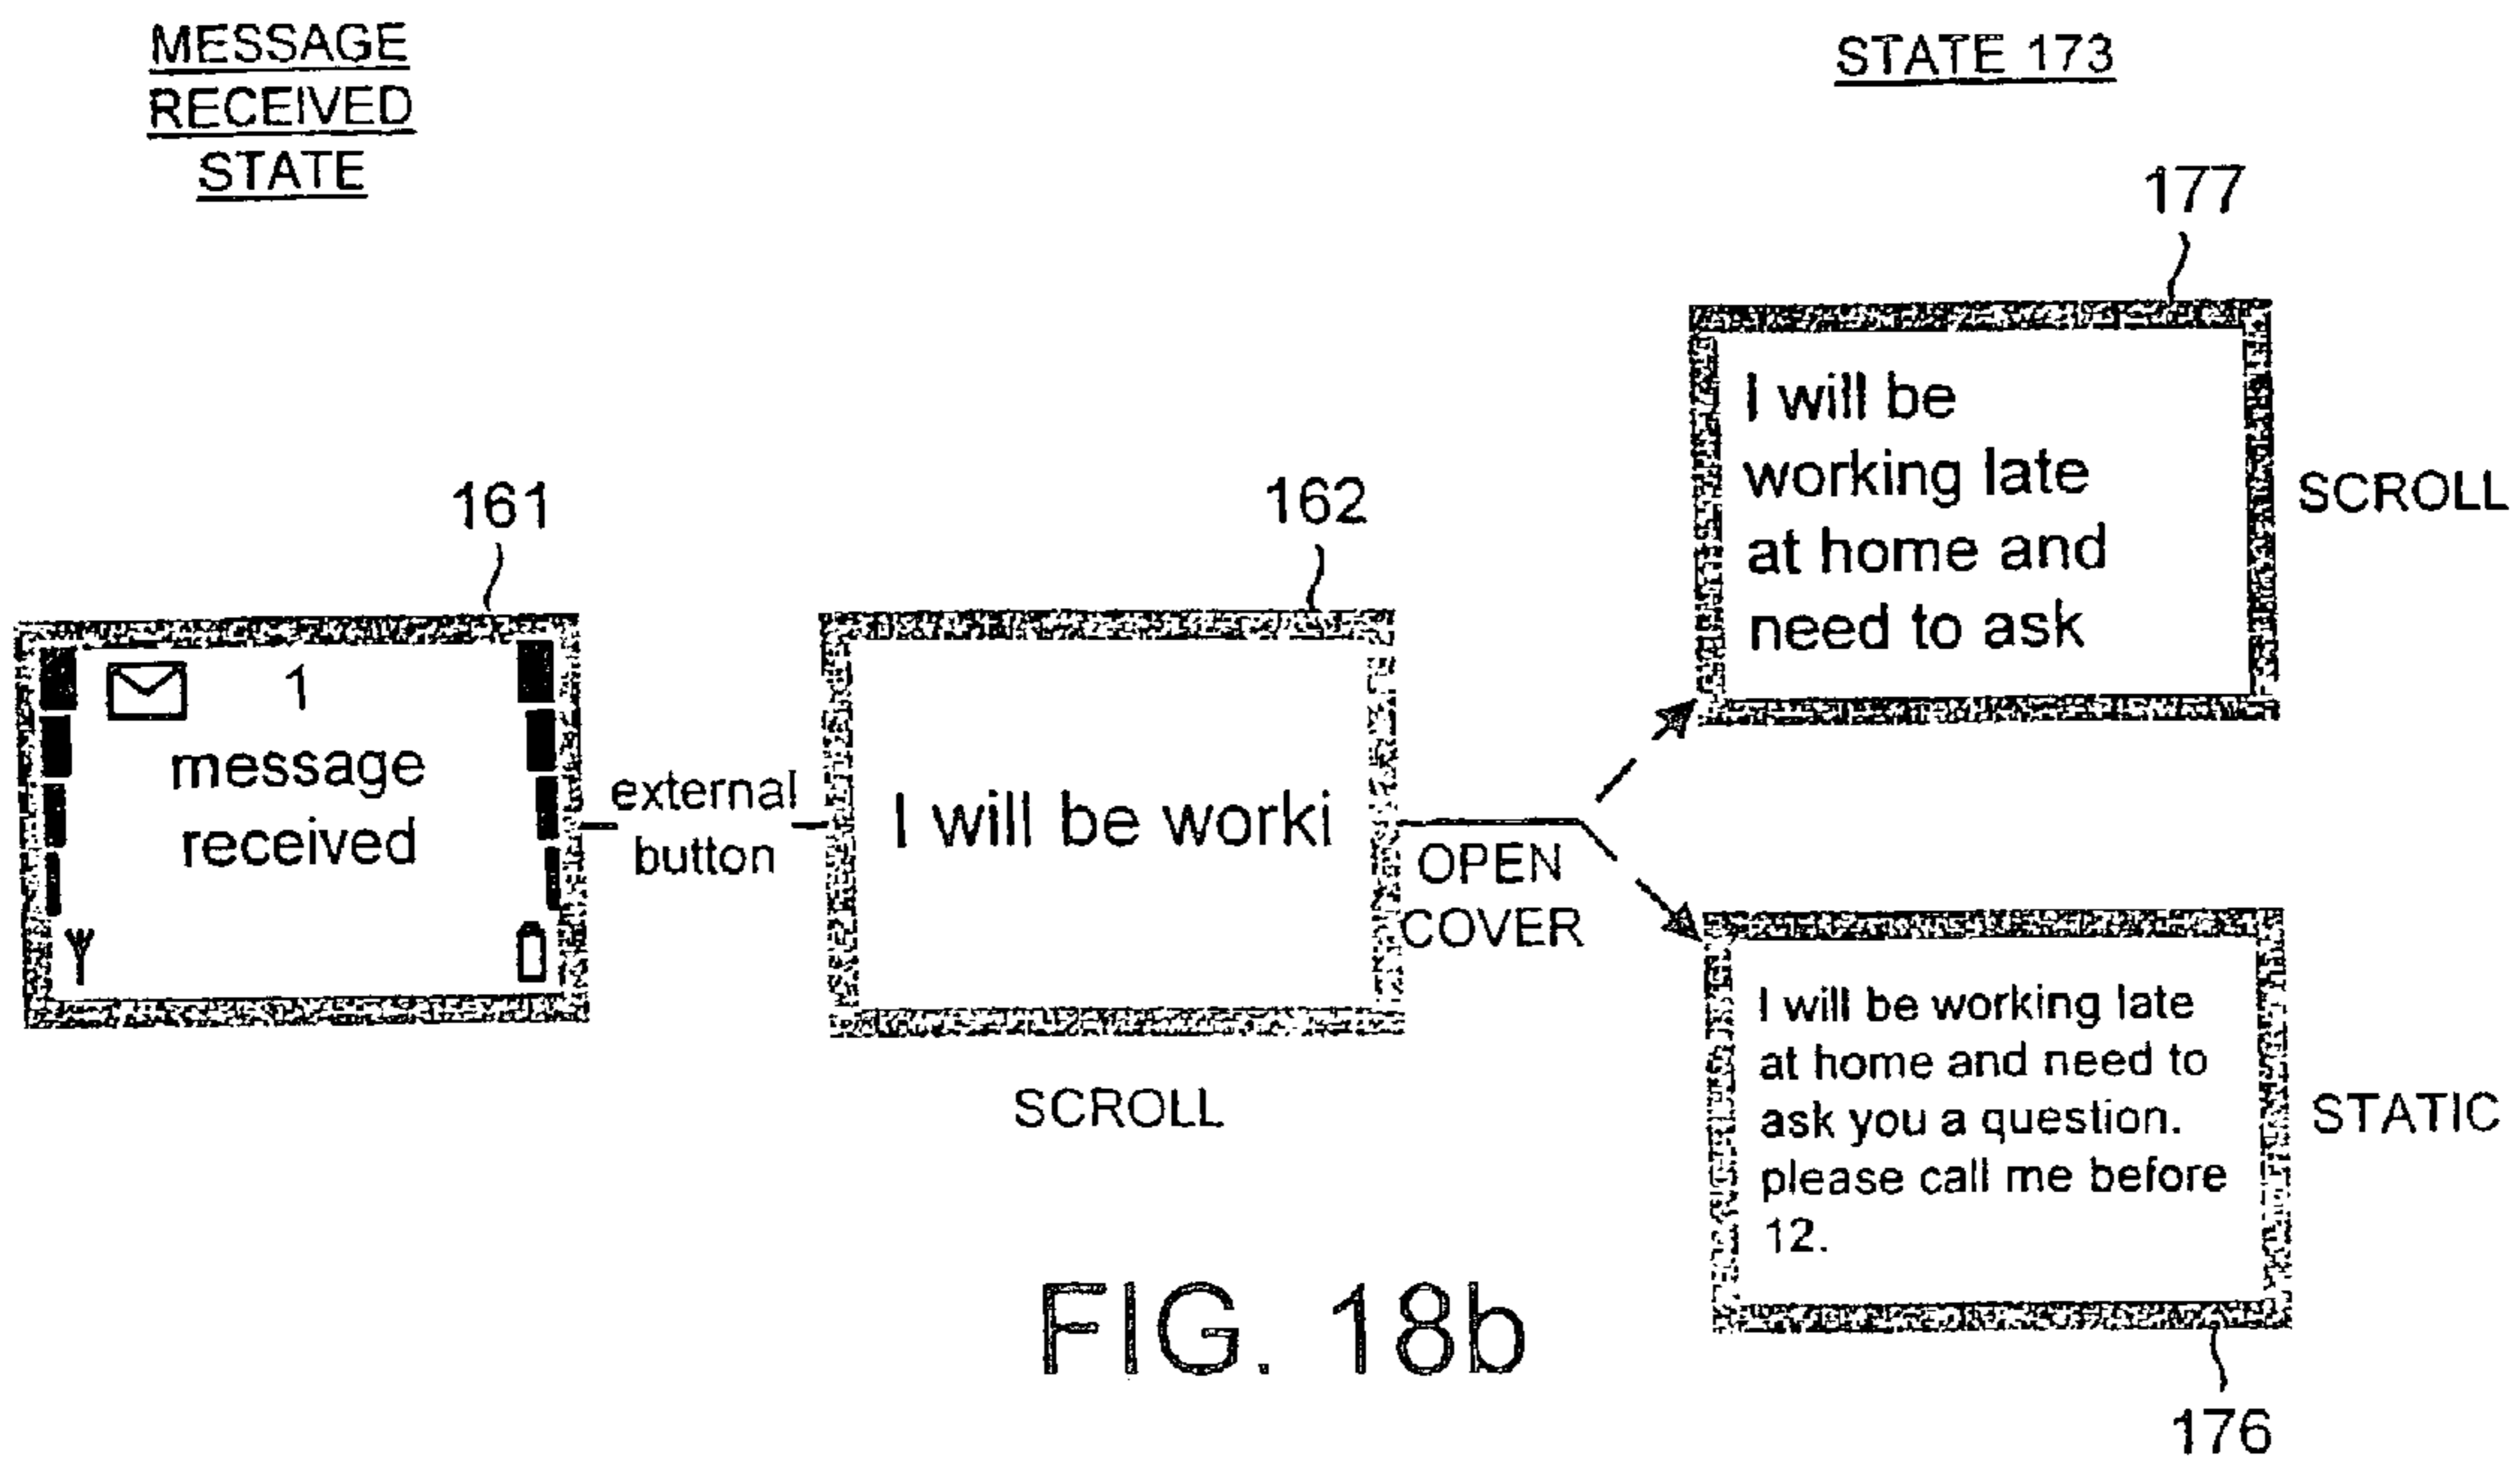 MESSAGE
RECEIVED
STATE
STATE 173
177
I will be
working late
at home and
need to ask
SCROLL
161
1
message
received
external
button
162
I will be worki
SCROLL
OPEN
COVER
I will be working late
at home and need to
ask you a question.
please call me before
12.
STATIC
176
FIG. 18b